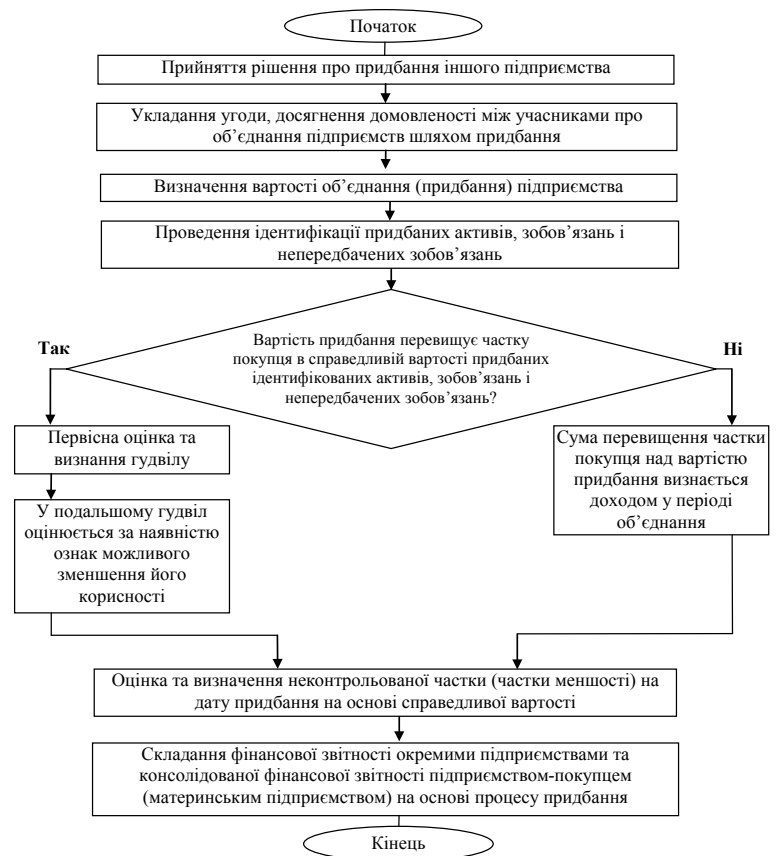 Початок
Прийняття рішення про придбання іншого підприємства
Укладання угоди, досягнення домовленості між учасниками про
об’єднання підприємств шляхом придбання
Визначення вартості об’єднання (придбання) підприємства
Проведення ідентифікації придбаних активів, зобов’язань і
непередбачених зобов’язань
Вартість придбання перевищує частку
покупця в справедливій вартості придбаних
ідентифікованих активів, зобов’язань і
непередбачених зобов’язань?
Так
Ні
Первісна оцінка та
визнання гудвілу
У подальшому гудвіл
оцінюється за наявністю
ознак можливого
зменшення його
корисності
Сума перевищення частки
покупця над вартістю
придбання визнається
доходом у періоді
об’єднання
Оцінка та визначення неконтрольованої частки (частки меншості) на
дату придбання на основі справедливої вартості
Складання фінансової звітності окремими підприємствами та
консолідованої фінансової звітності підприємством-покупцем
(материнським підприємством) на основі процесу придбання
Кінець